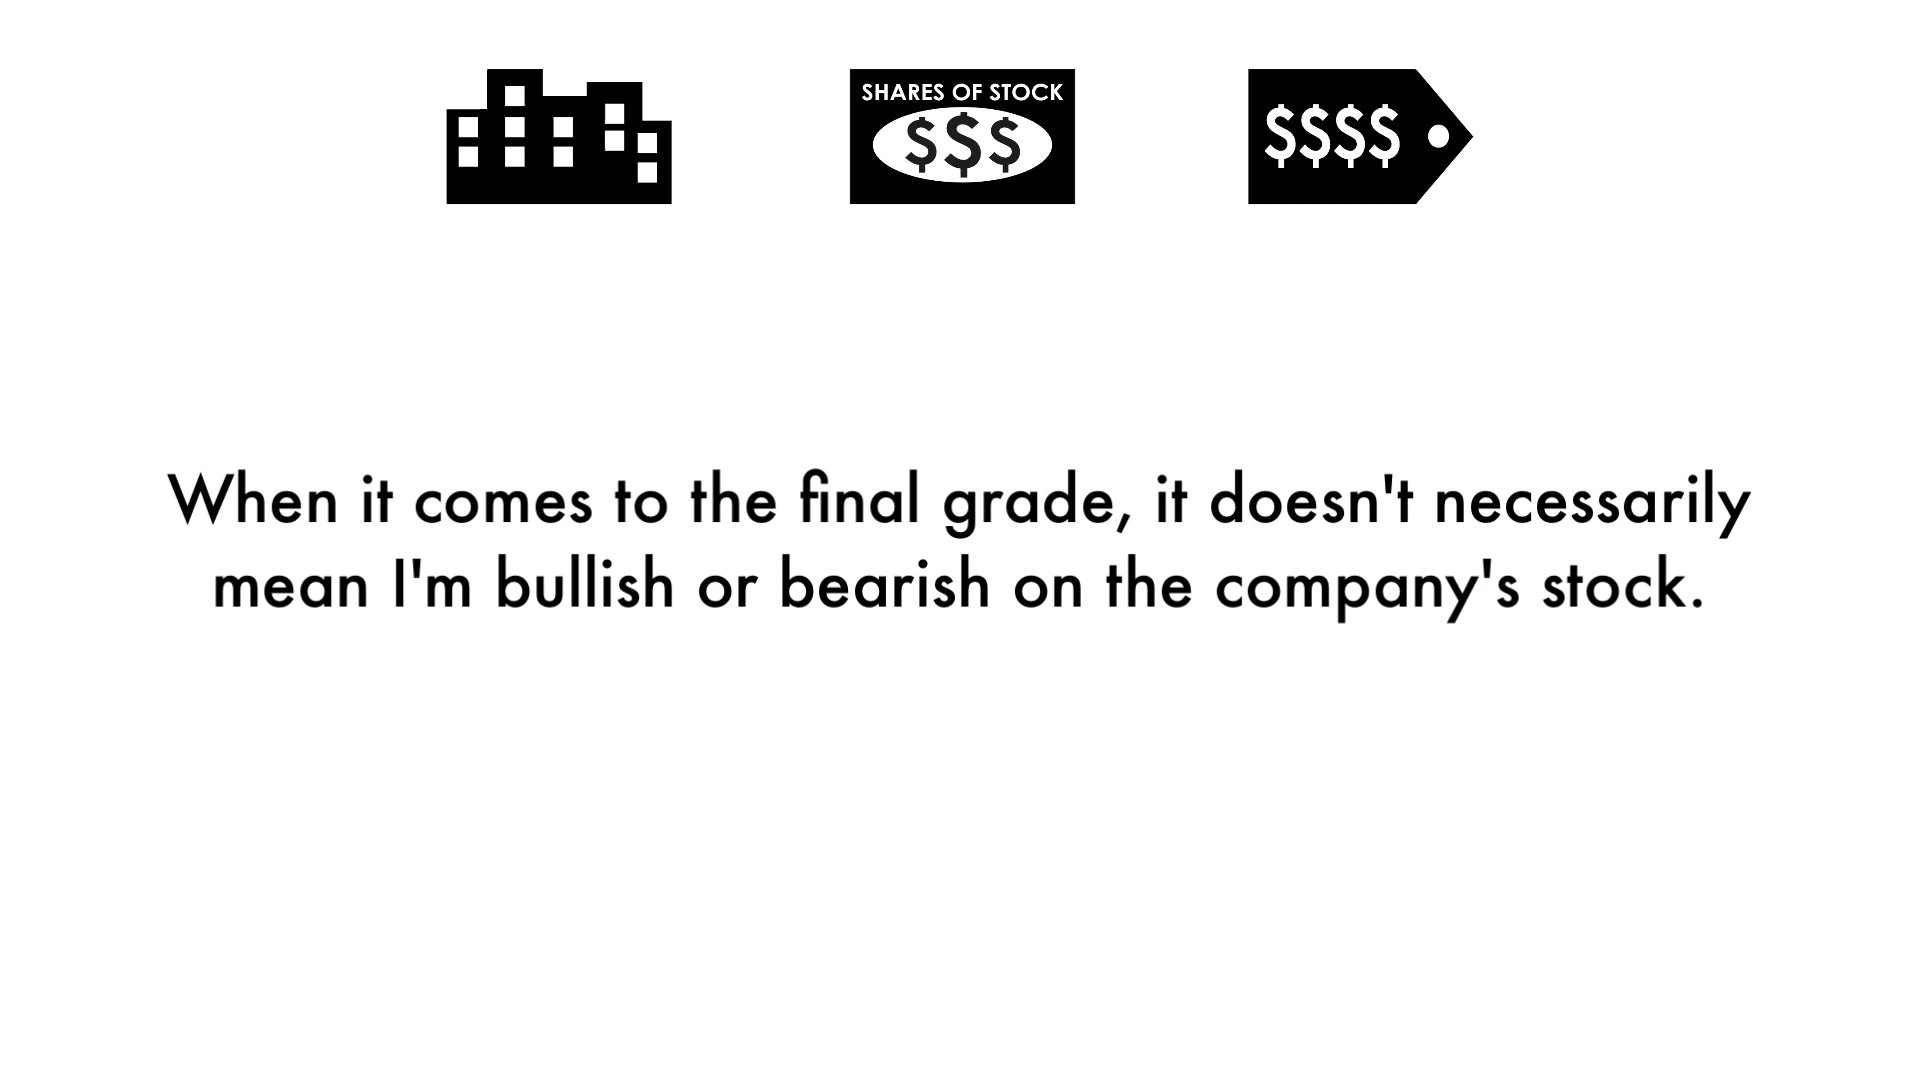 SHARES OF STOCK
$$$
$$$$
When it comes to the final grade, it doesn't necessarily
mean I'm bullish or bearish on the company's stock.